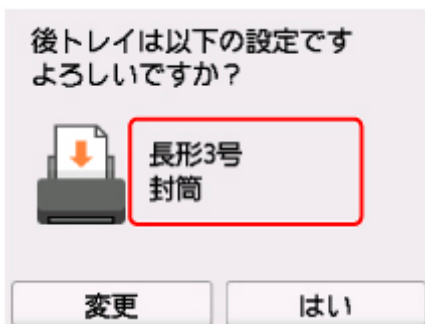 後トレイは以下の設定です
よろしいですか？
長形3号
封筒
変更
はい